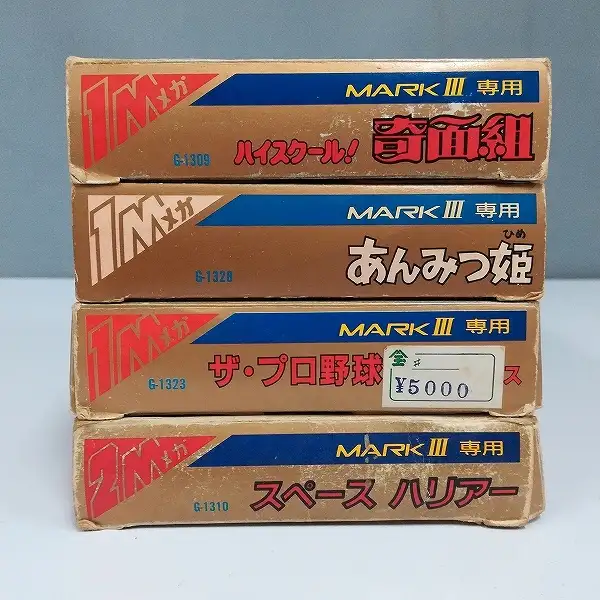 1Mメガ
MARK III 専用
G-1309
ハイスクール! 奇面組
1Mメガ
MARK III 専用
ひめ
G-1328
あんみつ姫
1Mメガ
MARK III 専用
G-1323
ザ・プロ野球
ス
#
¥5000
2Mメガ
MARK III 専用
G-1310
スペース ハリアー